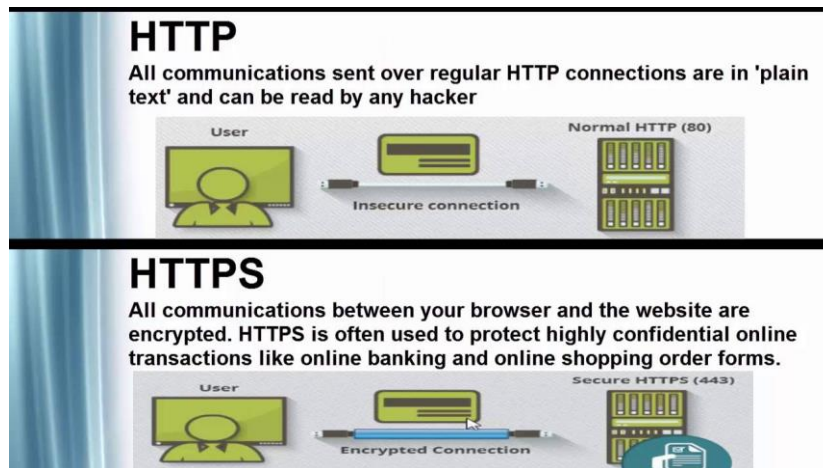 HTTP
All communications sent over regular HTTP connections are in 'plain
text' and can be read by any hacker
User
Normal HTTP (80)
Insecure connection
HTTPS
All communications between your browser and the website are
encrypted. HTTPS is often used to protect highly confidential online
transactions like online banking and online shopping order forms.
User
Secure HTTPS (443)
Encrypted Connection